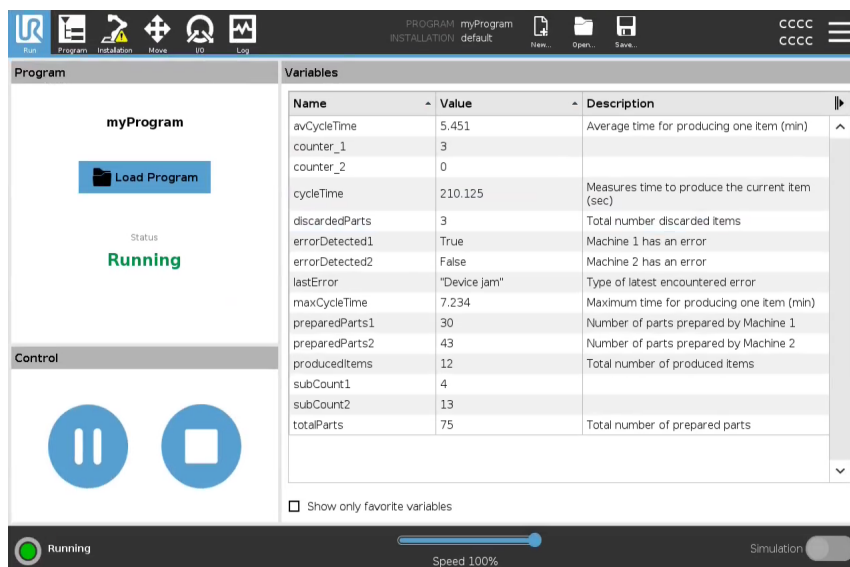 UR
Run
Program
Installation
Move
I/O
Log
PROGRAM myProgram
INSTALLATION default
New...
Open...
Save...
CCCC
CCCC
Program
myProgram
Load Program
Status
Running
Control
Variables
Name Value Description
avCycleTime 5.451 Average time for producing one item (min)
counter_1 3
counter_2 0
cycleTime 210.125 Measures time to produce the current item
(sec)
discardedParts 3 Total number discarded items
errorDetected1 True Machine 1 has an error
errorDetected2 False Machine 2 has an error
lastError "Device jam" Type of latest encountered error
maxCycleTime 7.234 Maximum time for producing one item (min)
preparedParts1 30 Number of parts prepared by Machine 1
preparedParts2 43 Number of parts prepared by Machine 2
producedItems 12 Total number of produced items
subCount1 4
subCount2 13
totalParts 75 Total number of prepared parts
Show only favorite variables
Running
Speed 100%
Simulation